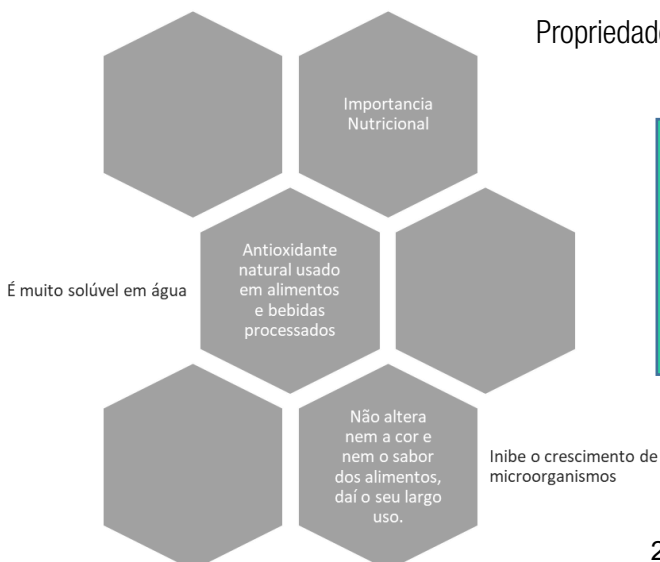 Importancia
Nutricional
Antioxidante
natural usado
em alimentos
e bebidas
processados
É muito solúvel em água
Não altera
nem a cor e
nem o sabor
dos alimentos,
daí o seu largo
uso.
Inibe o crescimento de
microorganismos
2